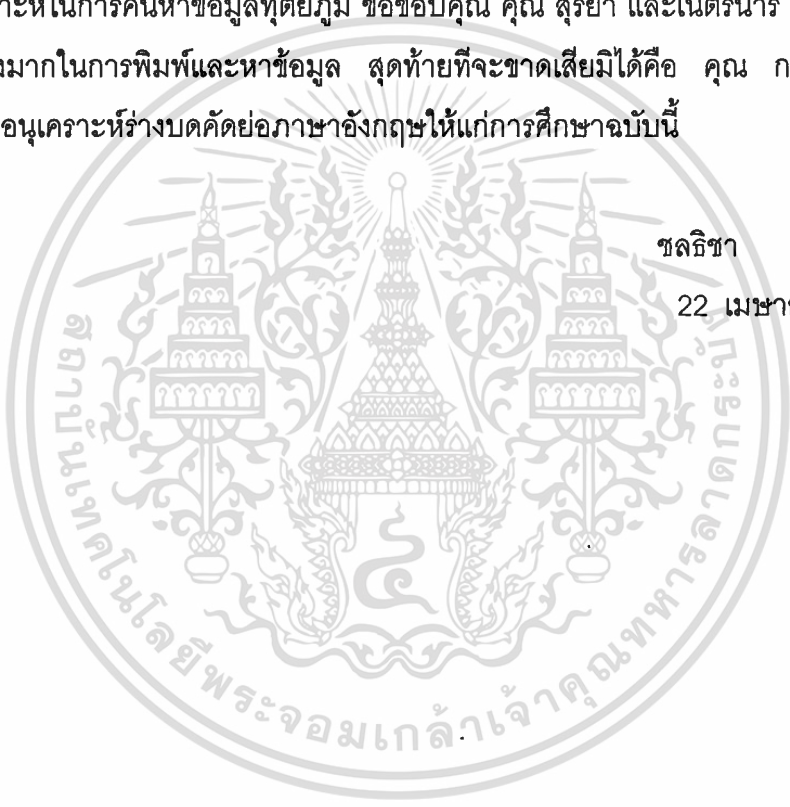 ในการค้นหาข้อมูลทุติยภูมิ ขอขอบคุณ คุณ สุริยา และเนตรนาร
มากในการพิมพ์และหาข้อมูล สุดท้ายที่จะขาดเสียมิได้คือ คุณ ก
อนุเคราะห์ร่างบดคัดย่อภาษาอังกฤษให้แก่การศึกษาฉบับนี้
ชลธิชา
22 เมษา
สถาบันเทคโนโลยีพระจอมเกล้าเจ้าคุณทหารลาดกระบัง